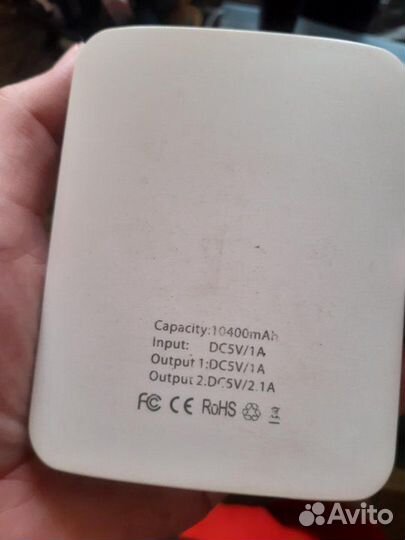 Capacity:10400mAh
Input: DC5V/1A
Output 1:DC5V/1A
Output 2:DC5V/2.1A
FC CE RoHS
Avito